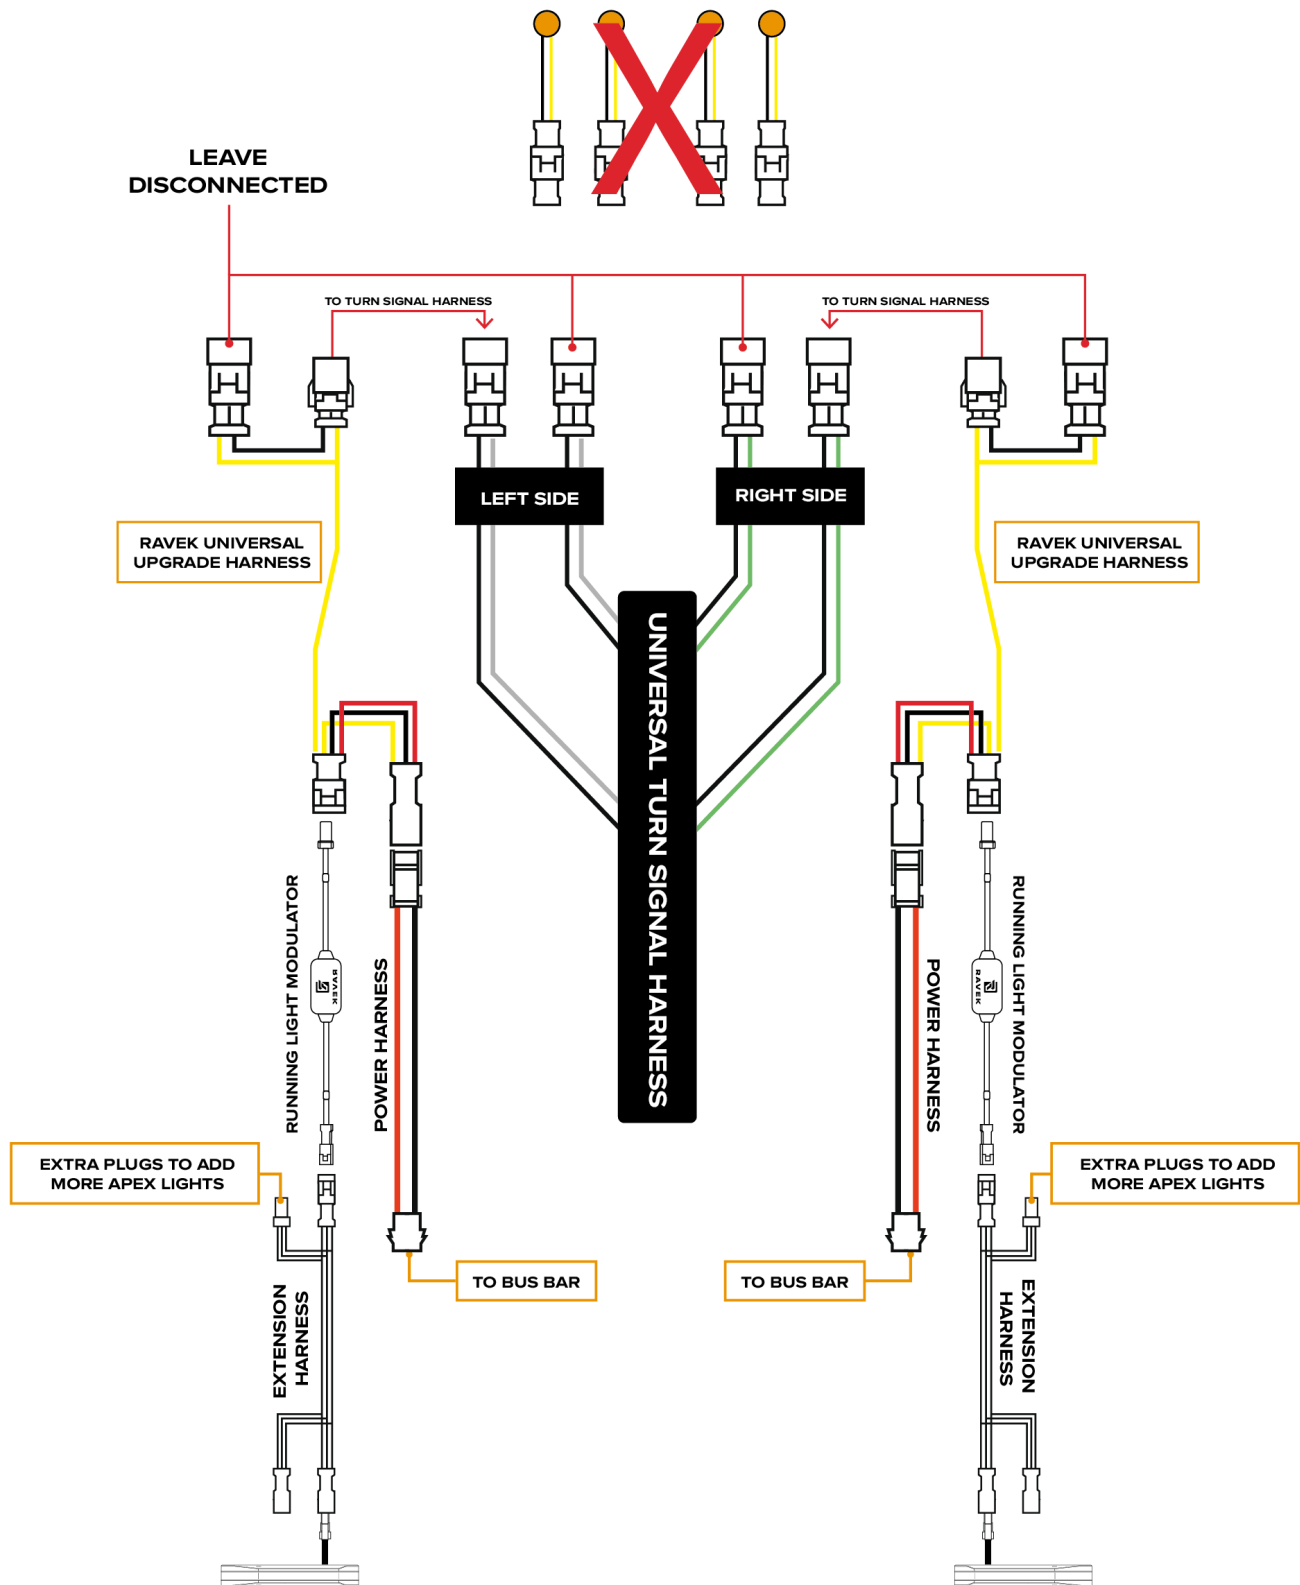 LEAVE
DISCONNECTED
TO TURN SIGNAL HARNESS
TO TURN SIGNAL HARNESS
LEFT SIDE
RIGHT SIDE
RAVEK UNIVERSAL
UPGRADE HARNESS
RAVEK UNIVERSAL
UPGRADE HARNESS
UNIVERSAL TURN SIGNAL HARNESS
RUNNING LIGHT MODULATOR
RAVEK
POWER HARNESS
POWER HARNESS
RAVEK
RUNNING LIGHT MODULATOR
EXTRA PLUGS TO ADD
MORE APEX LIGHTS
EXTRA PLUGS TO ADD
MORE APEX LIGHTS
TO BUS BAR
TO BUS BAR
EXTENSION
HARNESS
EXTENSION
HARNESS